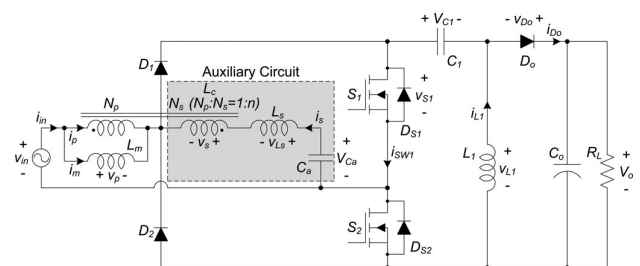 + V_C1 -
C_1
- v_Do +
i_Do
D_o
D_1
Auxiliary Circuit
L_c
N_p
N_s (N_p:N_s=1:n)
L_s
i_s
S_1
+
v_S1
-
D_S1
i_in
i_p
L_m
- v_s +
- v_Ls +
+
V_Ca
-
C_a
i_SW1
i_L1
L_1
+
v_L1
-
C_o
R_L
+
V_o
-
+
v_in
-
i_m
+ v_p -
D_2
S_2
D_S2